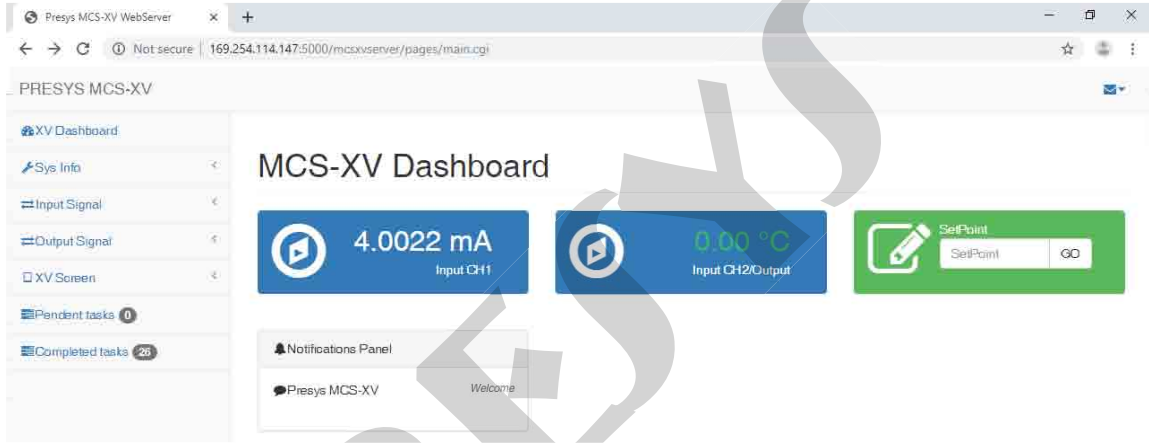 Presys MCS-XV WebServer
Not secure 169.254.114.147:5000/mcsxvserver/pages/main.cgi
PRESYS MCS-XV
XV Dashboard
Sys Info
Input Signal
Output Signal
XV Screen
Pendent tasks 0
Completed tasks 26
MCS-XV Dashboard
4.0022 mA
Input CH1
0.00 °C
Input CH2/Output
SetPoint
SetPoint GO
Notifications Panel
Presys MCS-XV Welcome